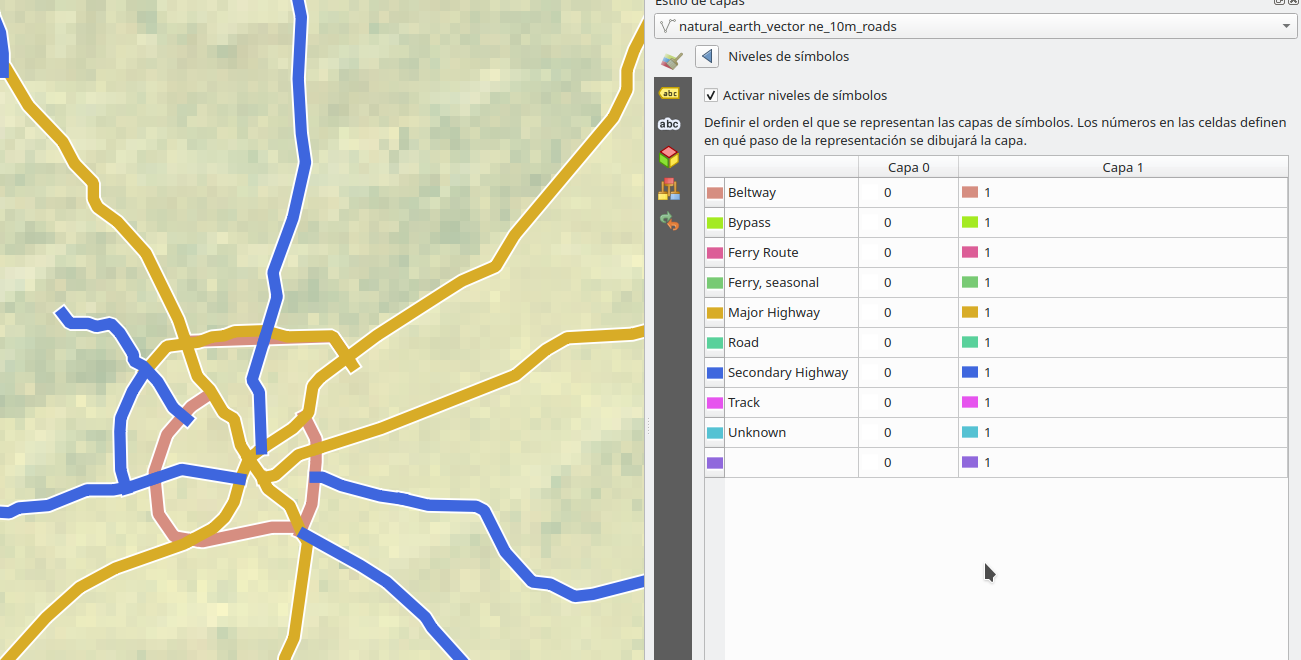 Estilo de capas
natural_earth_vector ne_10m_roads
Niveles de símbolos
abc
Activar niveles de símbolos
abc
Definir el orden el que se representan las capas de símbolos. Los números en las celdas definen
en qué paso de la representación se dibujará la capa.
Capa 0 Capa 1
Beltway 0 1
Bypass 0 1
Ferry Route 0 1
Ferry, seasonal 0 1
Major Highway 0 1
Road 0 1
Secondary Highway 0 1
Track 0 1
Unknown 0 1
0 1